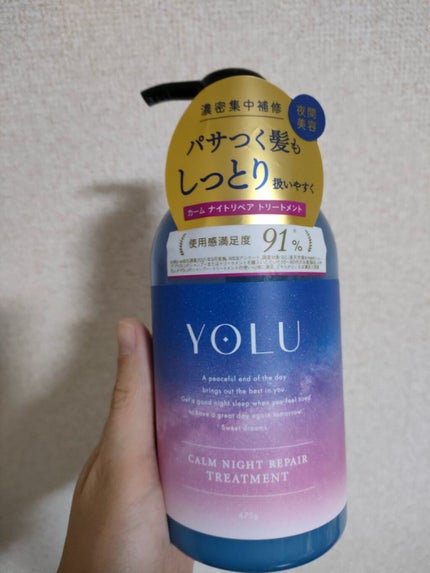 濃密集中補修
夜間
美容
パサつく髪も
しっとり 扱いやすく
カーム ナイトリペア トリートメント
使用感満足度 91%
YOLU
A peaceful end of the day
brings out the best in you.
Get a good night sleep when you feel tired
to have a great day again tomorrow.
Sweet dreams.
CALM NIGHT REPAIR
TREATMENT
475g